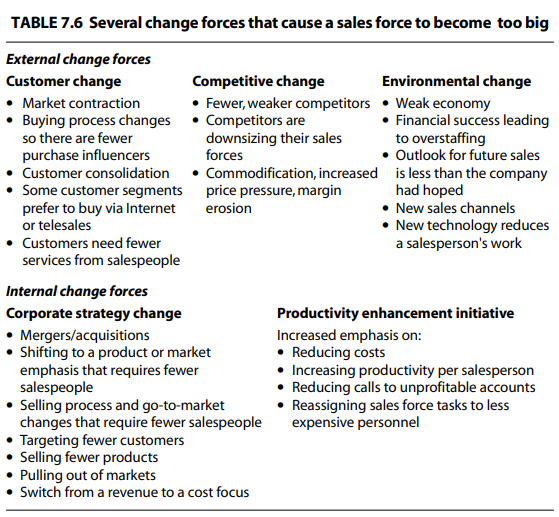 TABLE 7.6 Several change forces that cause a sales force to become too big
External change forces
Customer change
• Market contraction
• Buying process changes
so there are fewer
purchase influencers
• Customer consolidation
• Some customer segments
prefer to buy via Internet
or telesales
• Customers need fewer
services from salespeople
Competitive change
• Fewer, weaker competitors
• Competitors are
downsizing their sales
forces
• Commodification, increased
price pressure, margin
erosion
Environmental change
• Weak economy
• Financial success leading
to overstaffing
• Outlook for future sales
is less than the company
had hoped
• New sales channels
• New technology reduces
a salesperson's work
Internal change forces
Corporate strategy change
• Mergers/acquisitions
• Shifting to a product or market
emphasis that requires fewer
salespeople
• Selling process and go-to-market
changes that require fewer salespeople
• Targeting fewer customers
• Selling fewer products
• Pulling out of markets
• Switch from a revenue to a cost focus
Productivity enhancement initiative
Increased emphasis on:
• Reducing costs
• Increasing productivity per salesperson
• Reducing calls to unprofitable accounts
• Reassigning sales force tasks to less
expensive personnel